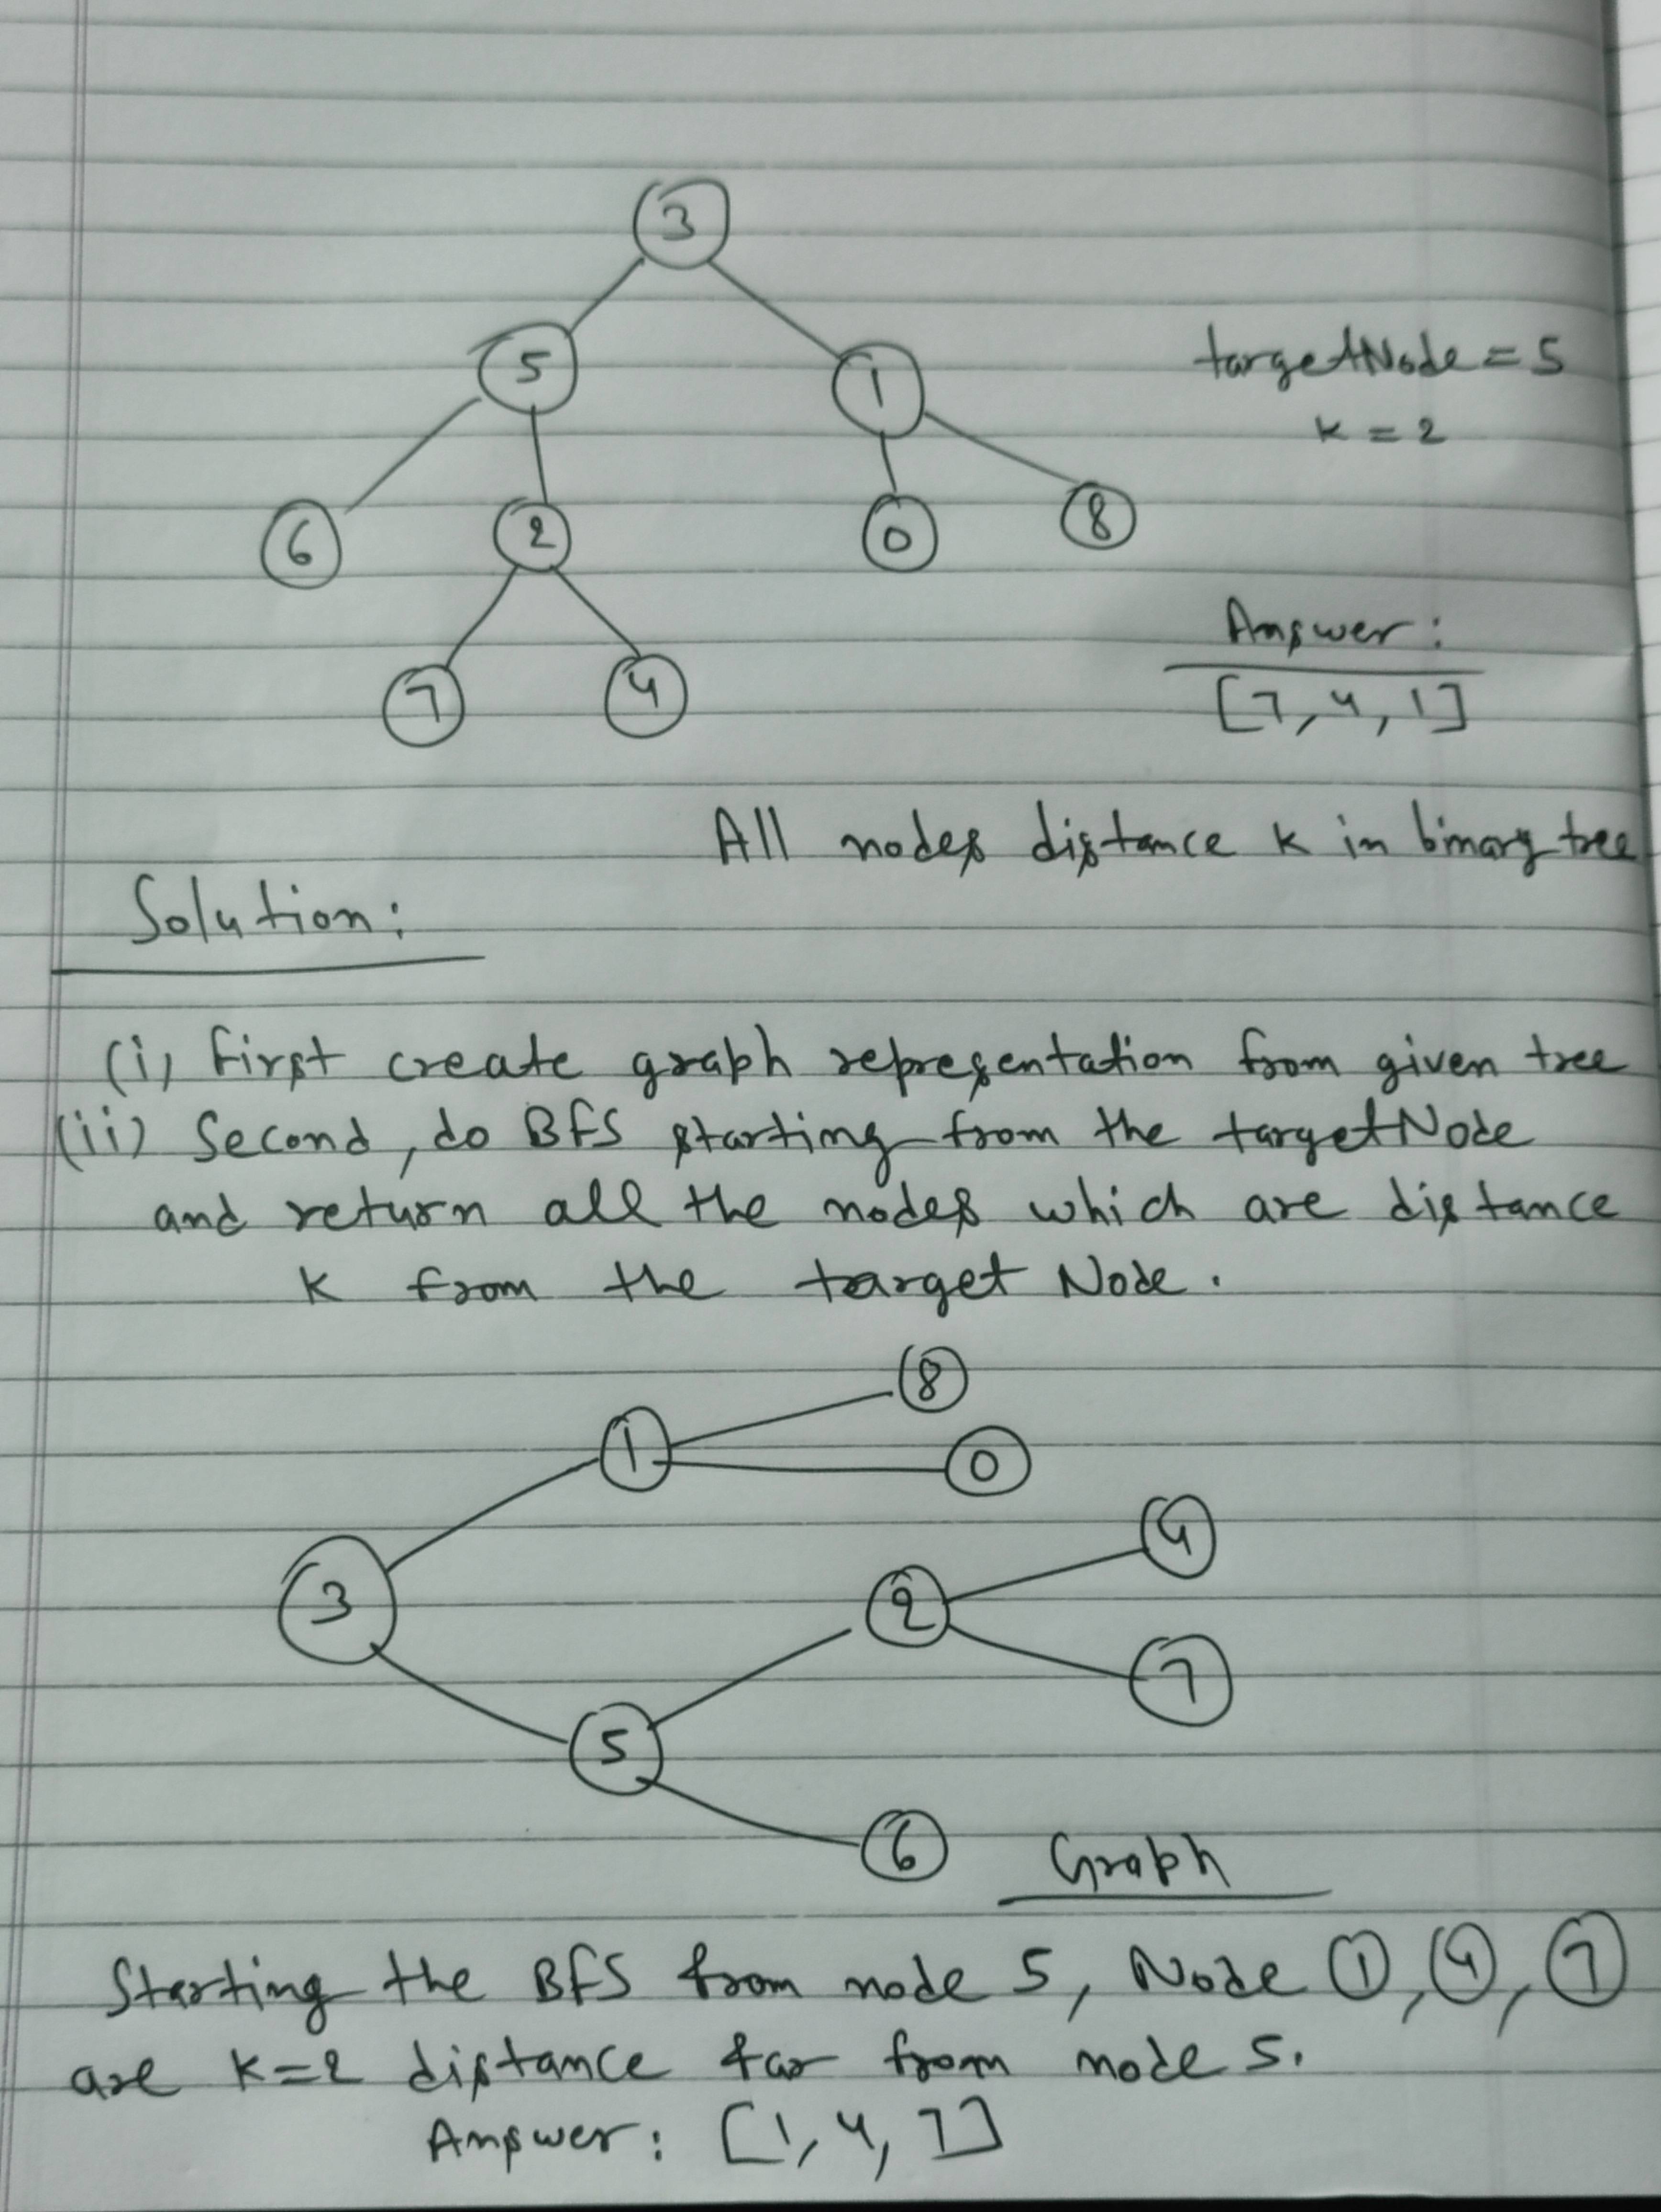 3
5
1
targetNode = 5
k = 2
6
2
0
8
7
4
Answer:
[7, 4, 1]
All nodes distance k in binary tree
Solution:
(i) First create graph representation from given tree
(ii) Second, do BFS starting from the targetNode
and return all the nodes which are distance
k from the target Node.
8
1
0
4
3
2
7
5
6
Graph
Starting the BFS from node 5, Node 1, 4, 7
are k=2 distance far from node 5.
Answer: [1, 4, 7]